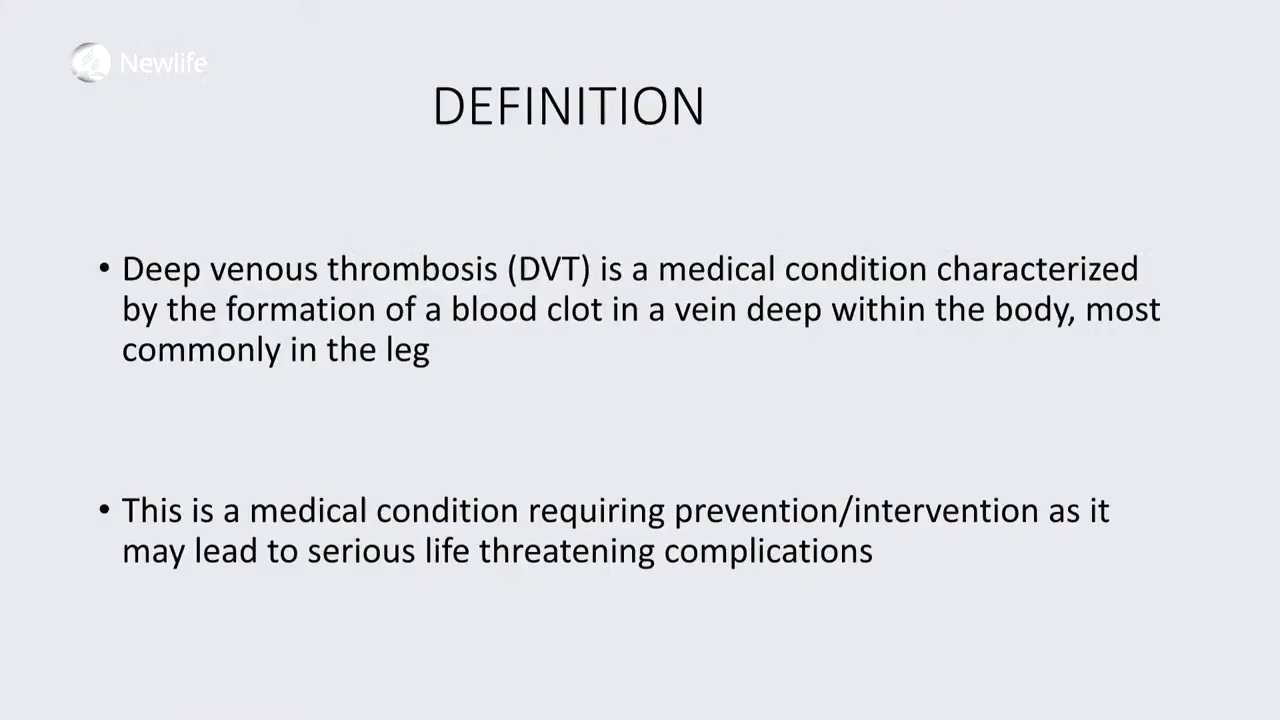 Newlife
DEFINITION
• Deep venous thrombosis (DVT) is a medical condition characterized
by the formation of a blood clot in a vein deep within the body, most
commonly in the leg
• This is a medical condition requiring prevention/intervention as it
may lead to serious life threatening complications